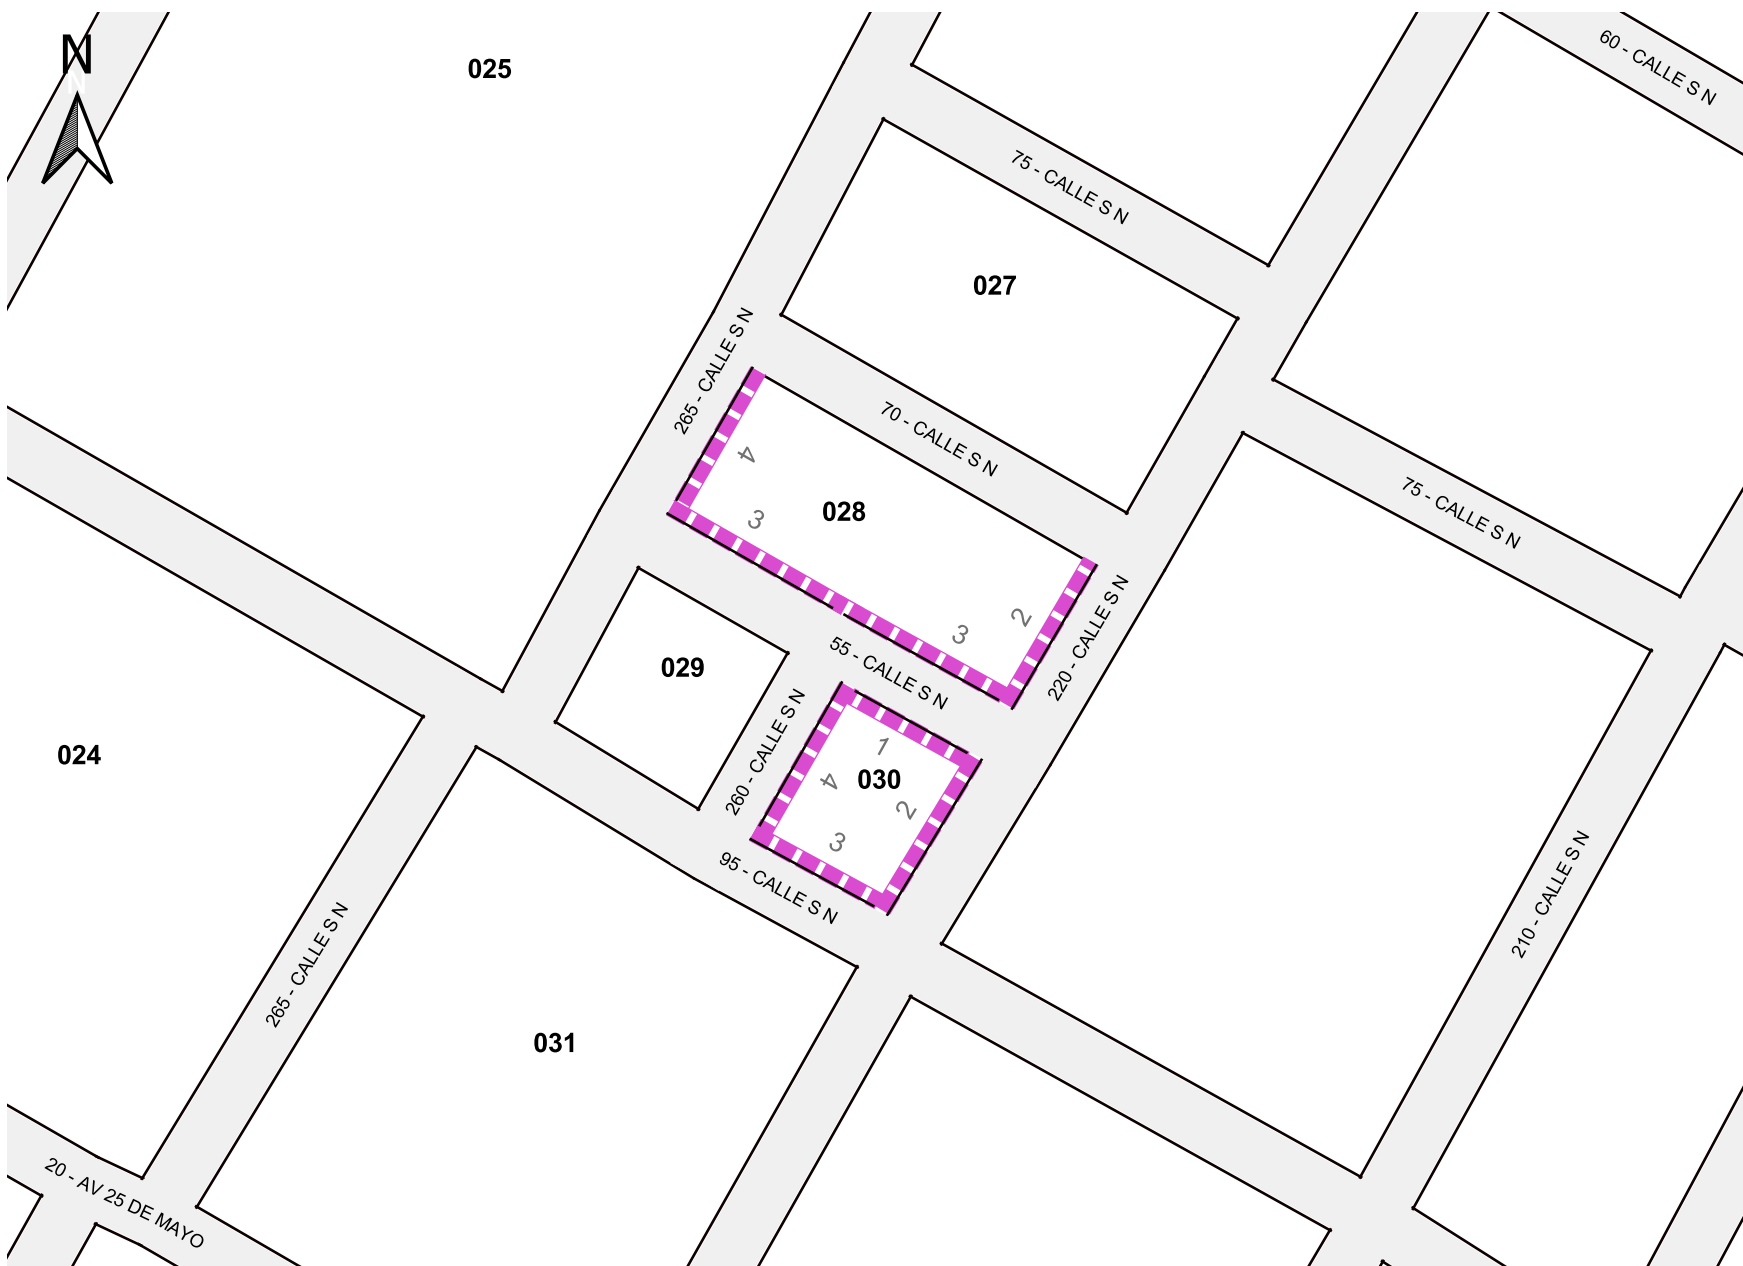 N
025
60 - CALLE S N
75 - CALLE S N
027
265 - CALLE S N
70 - CALLE S N
4
3
028
75 - CALLE S N
2
3
55 - CALLE S N
220 - CALLE S N
029
260 - CALLE S N
1
4
030
2
3
024
95 - CALLE S N
210 - CALLE S N
265 - CALLE S N
031
20 - AV 25 DE MAYO